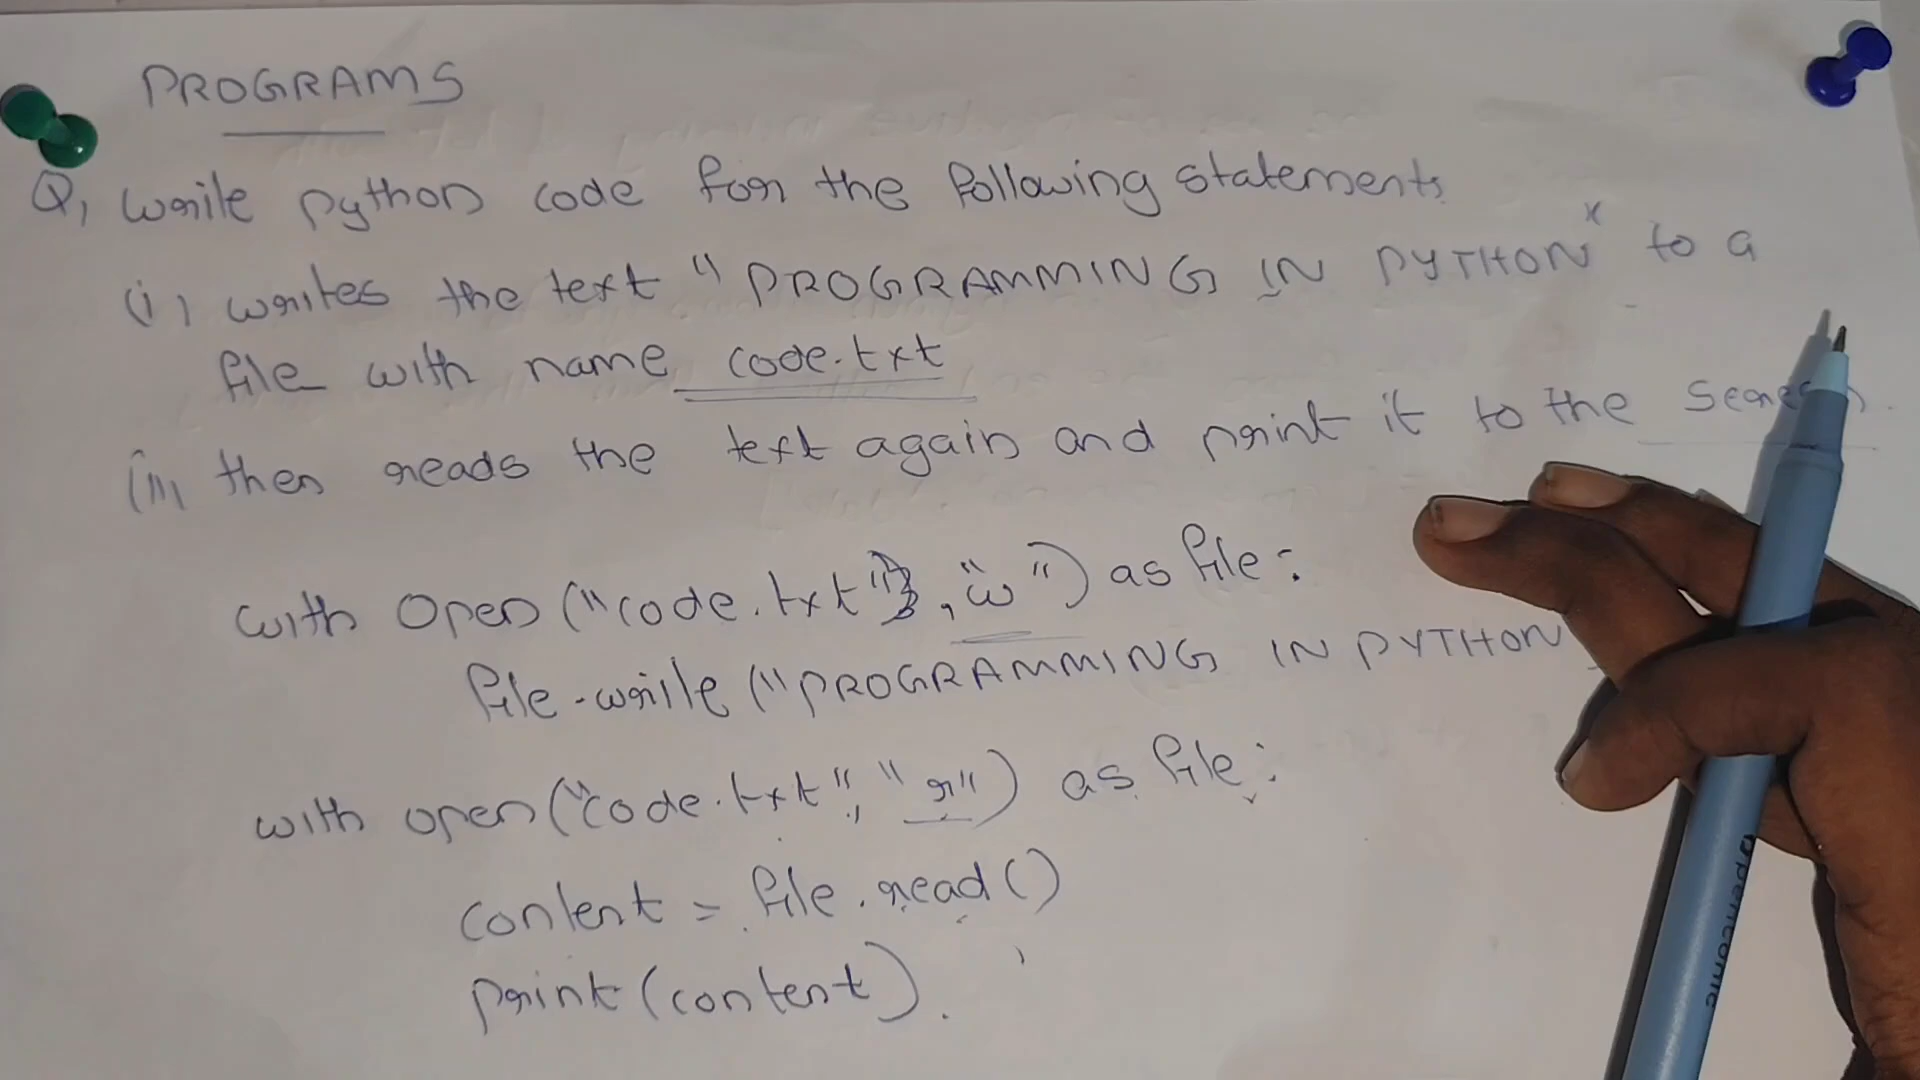 PROGRAMS
Q, write python code for the following statements
(i) writes the text "PROGRAMMING IN PYTHON" to a
file with name code.txt
(ii) then reads the text again and print it to the screen.
with open ("code.txt", "w") as file:
file.write ("PROGRAMMING IN PYTHON
with open("code.txt", "r") as file:
content = file.read()
print(content).